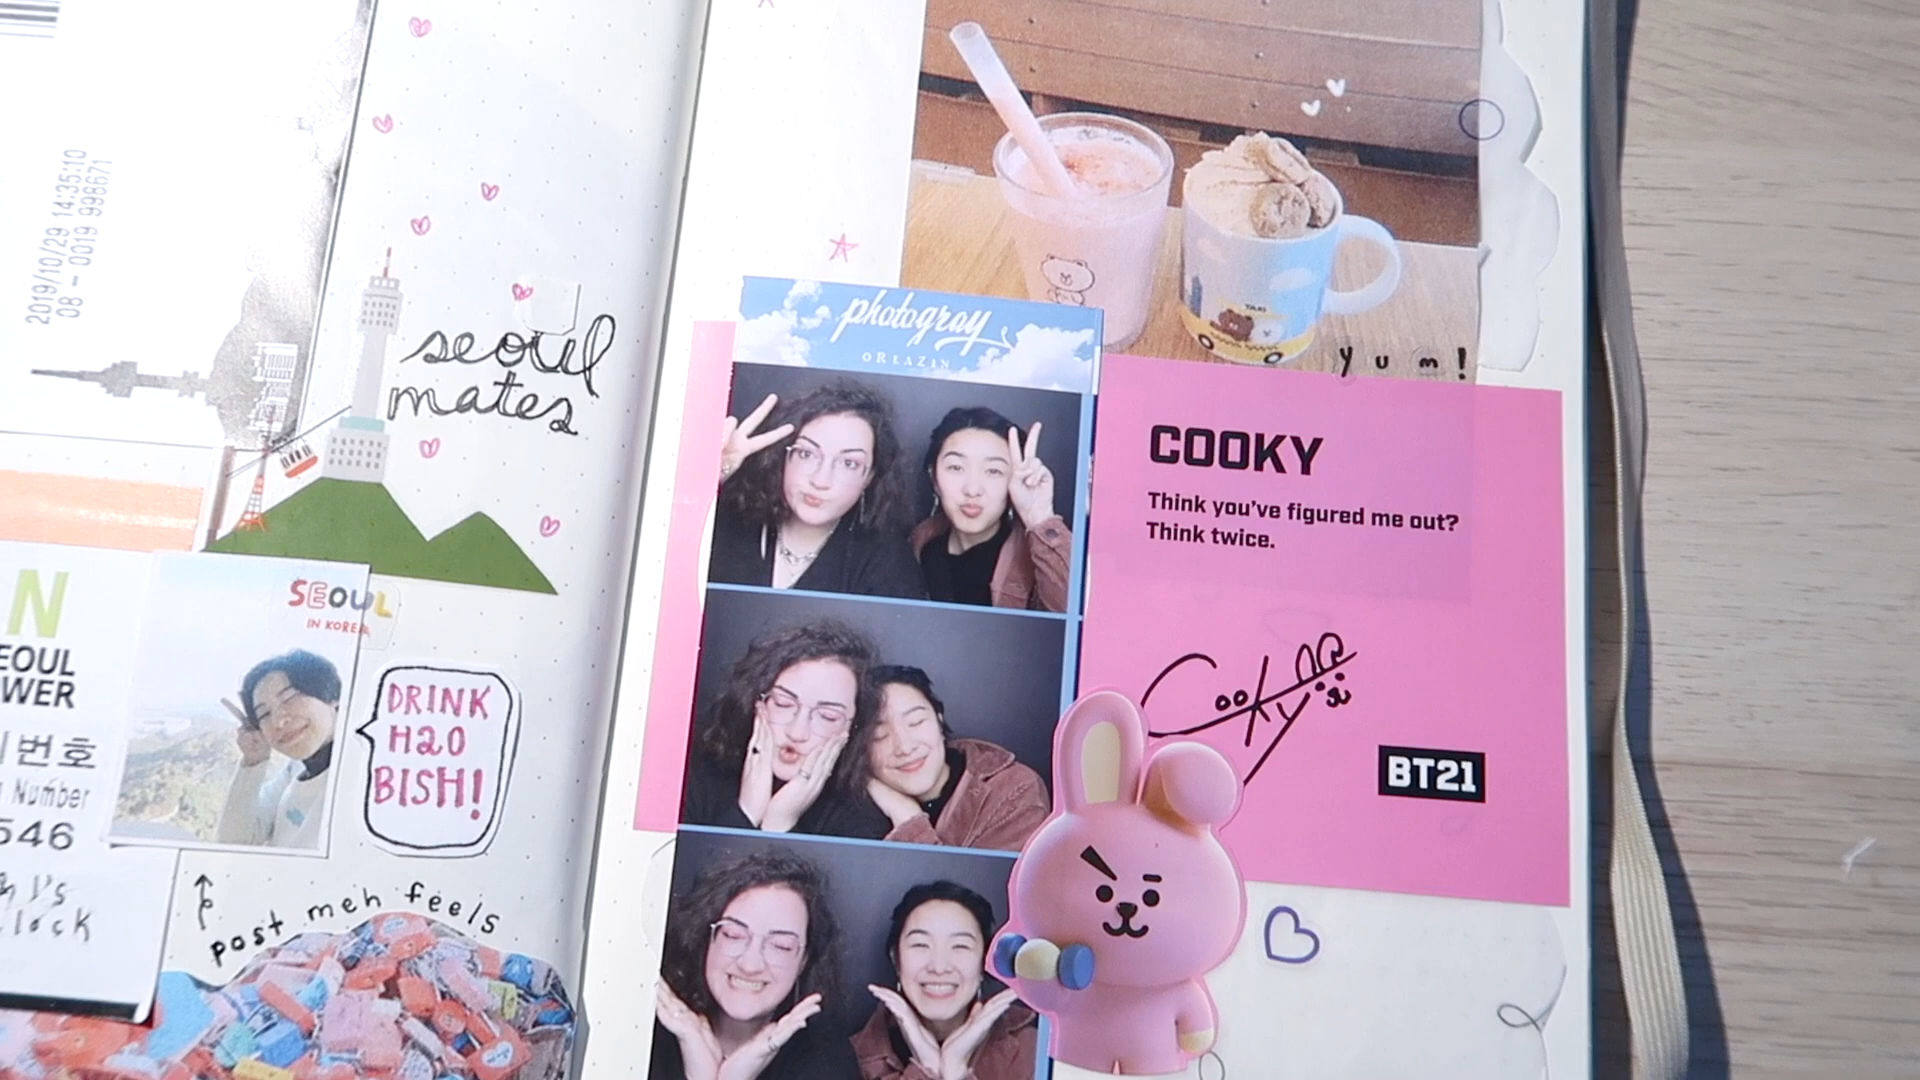 2019/10/29 14:35:10
08 - 0019 998671
seoul
mates
N
EOUL
WER
번호
Number
546
SEOUL
IN KOREA
DRINK
H2O
BISH!
post meh feels
photogray
ORLAZIN
yum!
COOKY
Think you've figured me out?
Think twice.
Cooky
BT21
TAXI